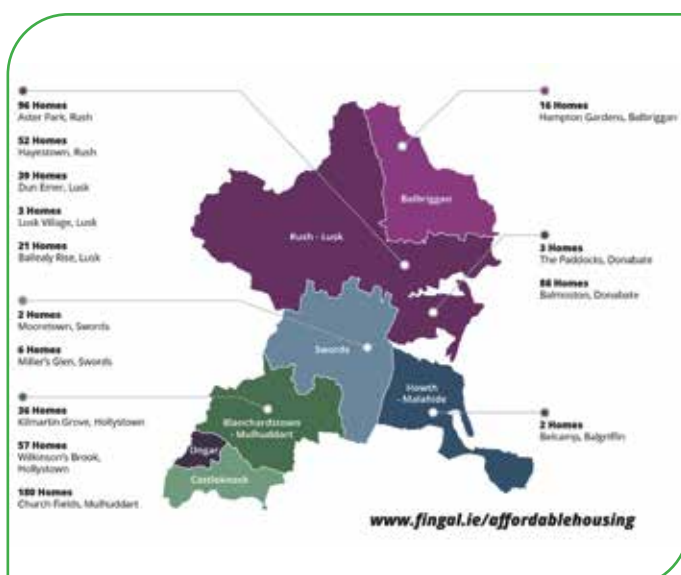 96 Homes
Aster Park, Rush
52 Homes
Hayestown, Rush
39 Homes
Dun Emer, Lusk
3 Homes
Lusk Village, Lusk
21 Homes
Ballealy Rise, Lusk
2 Homes
Mooretown, Swords
6 Homes
Miller's Glen, Swords
36 Homes
Kilmartin Grove, Hollystown
57 Homes
Wilkinson's Brook,
Hollystown
Homes
Church Fields, Mulhuddart
16 Homes
Hampton Gardens, Balbriggan
3 Homes
The Paddocks, Donabate
88 Homes
Balmoston, Donabate
2 Homes
Belcamp, Balgriffin
Balbriggan
Rush - Lusk
Swords
Howth
- Malahide
Blanchardstown
- Mulhuddart
Ongar
Castleknock
www.fingal.ie/affordablehousing